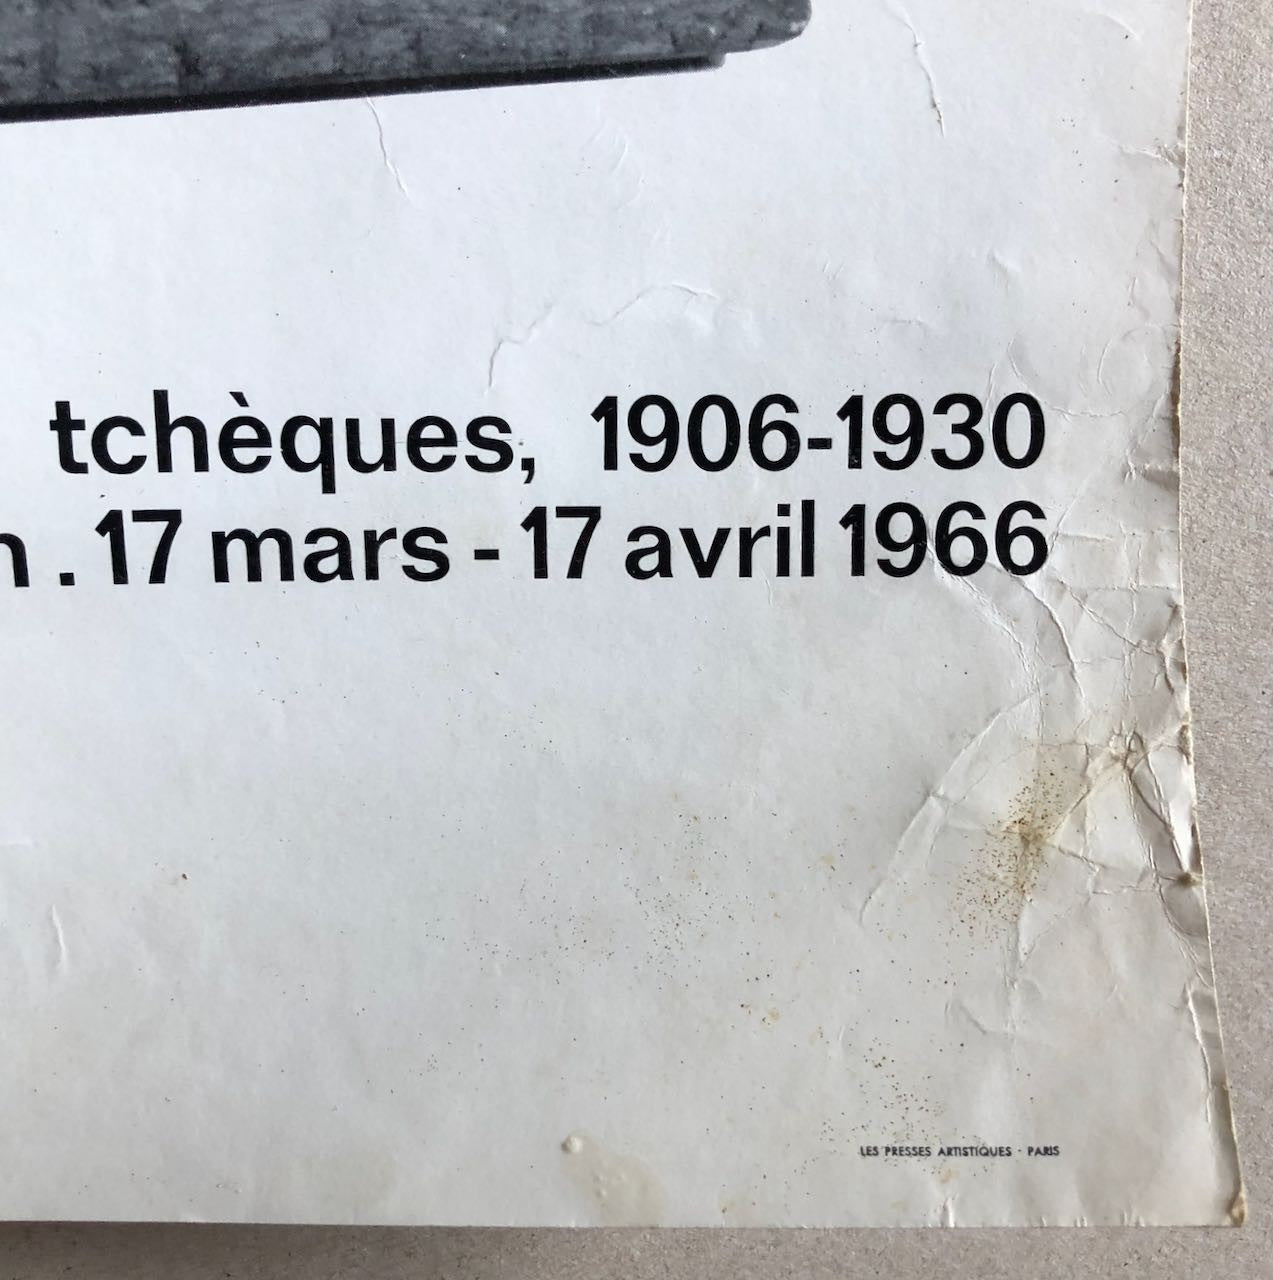 tchèques, 1906-1930
n . 17 mars - 17 avril 1966
LES PRESSES ARTISTIQUES · PARIS